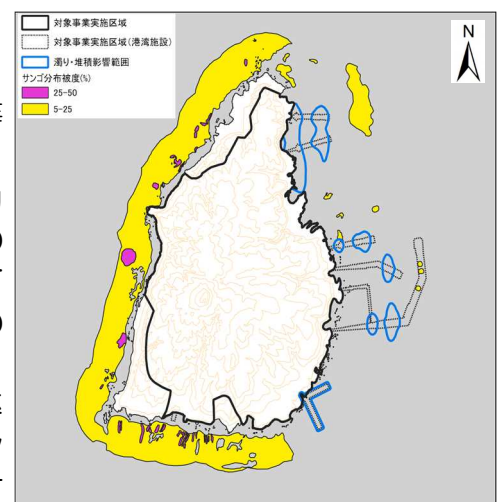 対象事業実施区域
対象事業実施区域(港湾施設)
濁り・堆積影響範囲
サンゴ分布被度(%)
25-50
5-25
N